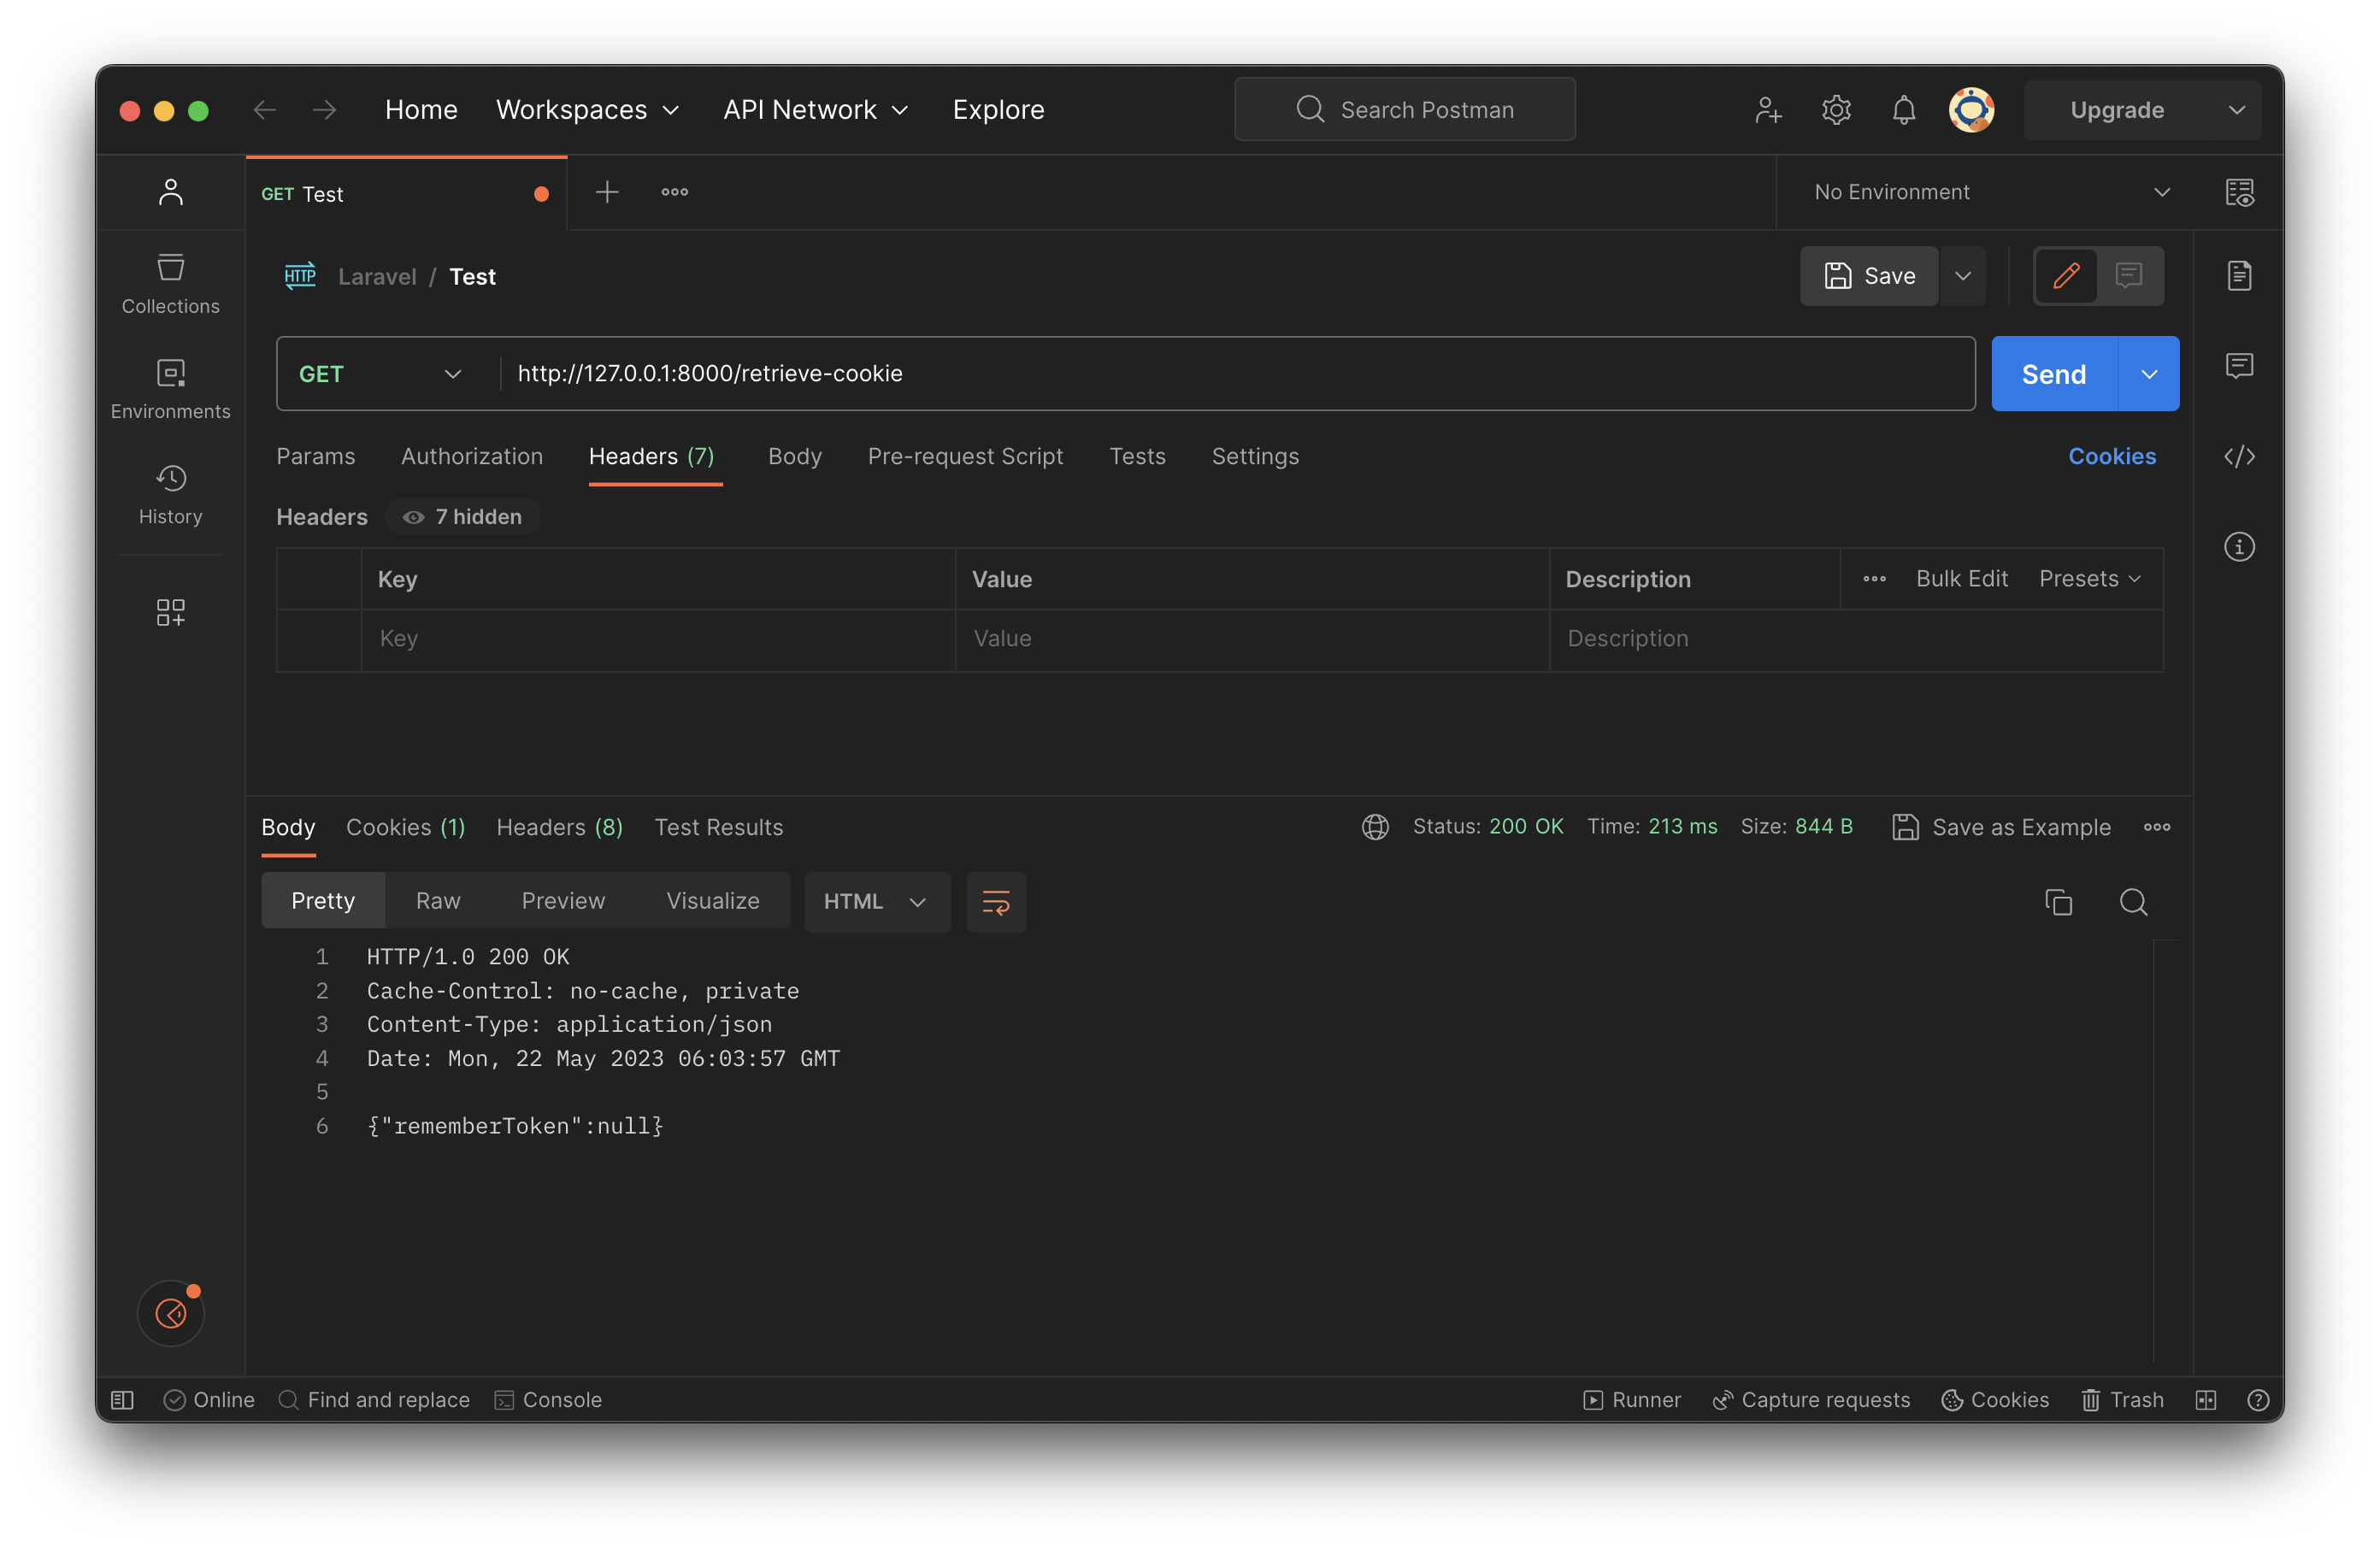 Home Workspaces API Network Explore Search Postman Upgrade
GET Test No Environment
HTTP Laravel / Test Save
Collections
GET http://127.0.0.1:8000/retrieve-cookie Send
Environments
Params Authorization Headers (7) Body Pre-request Script Tests Settings Cookies
History
Headers 7 hidden
Key Value Description Bulk Edit Presets
Key Value Description
Body Cookies (1) Headers (8) Test Results Status: 200 OK Time: 213 ms Size: 844 B Save as Example
Pretty Raw Preview Visualize HTML
1 HTTP/1.0 200 OK
2 Cache-Control: no-cache, private
3 Content-Type: application/json
4 Date: Mon, 22 May 2023 06:03:57 GMT
5
6 {"rememberToken":null}
Online Find and replace Console Runner Capture requests Cookies Trash